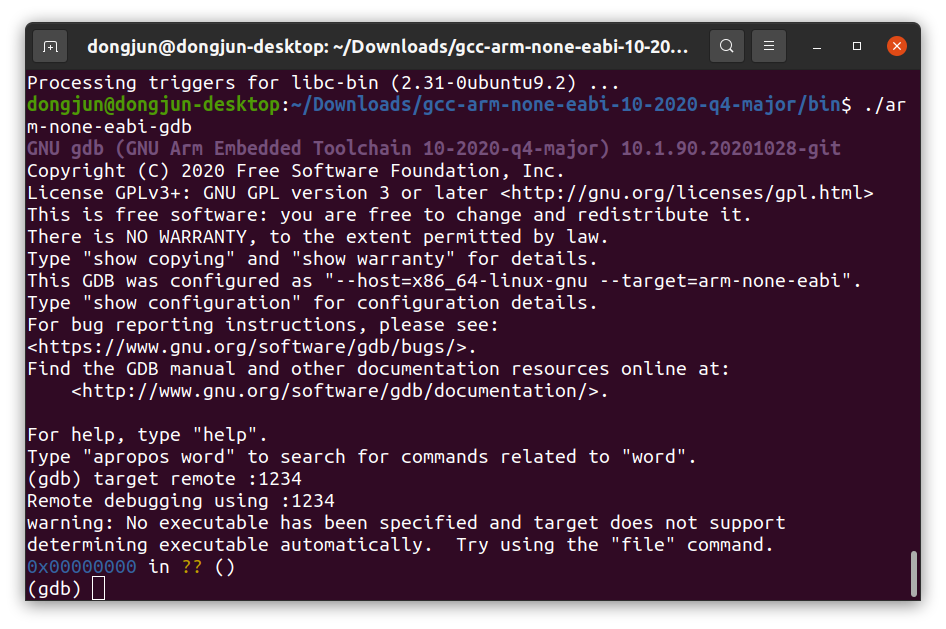 dongjun@dongjun-desktop: ~/Downloads/gcc-arm-none-eabi-10-20...
Processing triggers for libc-bin (2.31-0ubuntu9.2) ...
dongjun@dongjun-desktop:~/Downloads/gcc-arm-none-eabi-10-2020-q4-major/bin$ ./ar
m-none-eabi-gdb
GNU gdb (GNU Arm Embedded Toolchain 10-2020-q4-major) 10.1.90.20201028-git
Copyright (C) 2020 Free Software Foundation, Inc.
License GPLv3+: GNU GPL version 3 or later <http://gnu.org/licenses/gpl.html>
This is free software: you are free to change and redistribute it.
There is NO WARRANTY, to the extent permitted by law.
Type "show copying" and "show warranty" for details.
This GDB was configured as "--host=x86_64-linux-gnu --target=arm-none-eabi".
Type "show configuration" for configuration details.
For bug reporting instructions, please see:
<https://www.gnu.org/software/gdb/bugs/>.
Find the GDB manual and other documentation resources online at:
    <http://www.gnu.org/software/gdb/documentation/>.

For help, type "help".
Type "apropos word" to search for commands related to "word".
(gdb) target remote :1234
Remote debugging using :1234
warning: No executable has been specified and target does not support
determining executable automatically.  Try using the "file" command.
0x00000000 in ?? ()
(gdb)